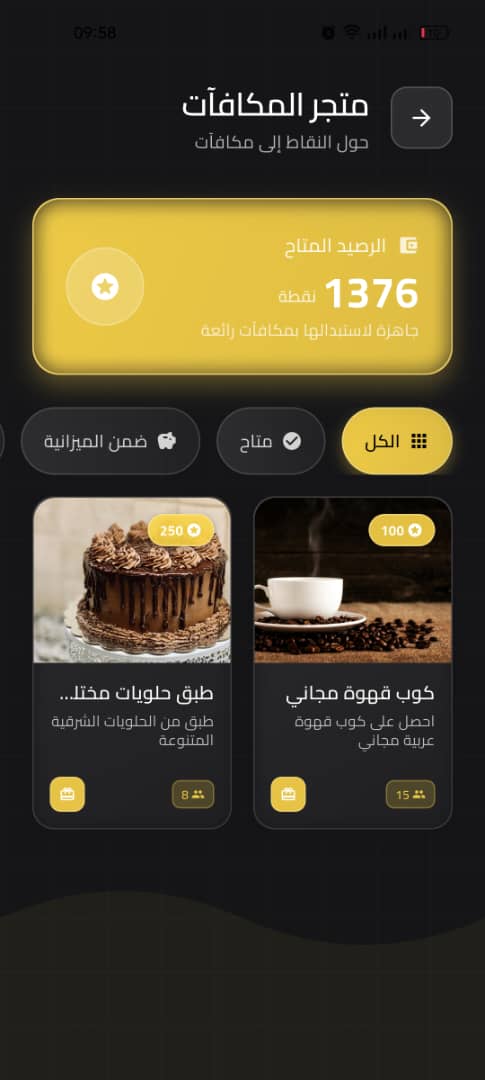 09:58
متجر المكافآت
حول النقاط إلى مكافآت
الرصيد المتاح
1376 نقطة
جاهزة لاستبدالها بمكافآت رائعة
الكل
متاح
ضمن الميزانية
100
250
كوب قهوة مجاني
احصل على كوب قهوة
عربية مجاني
15
طبق حلويات مختلـ...
طبق من الحلويات الشرقية
المتنوعة
8